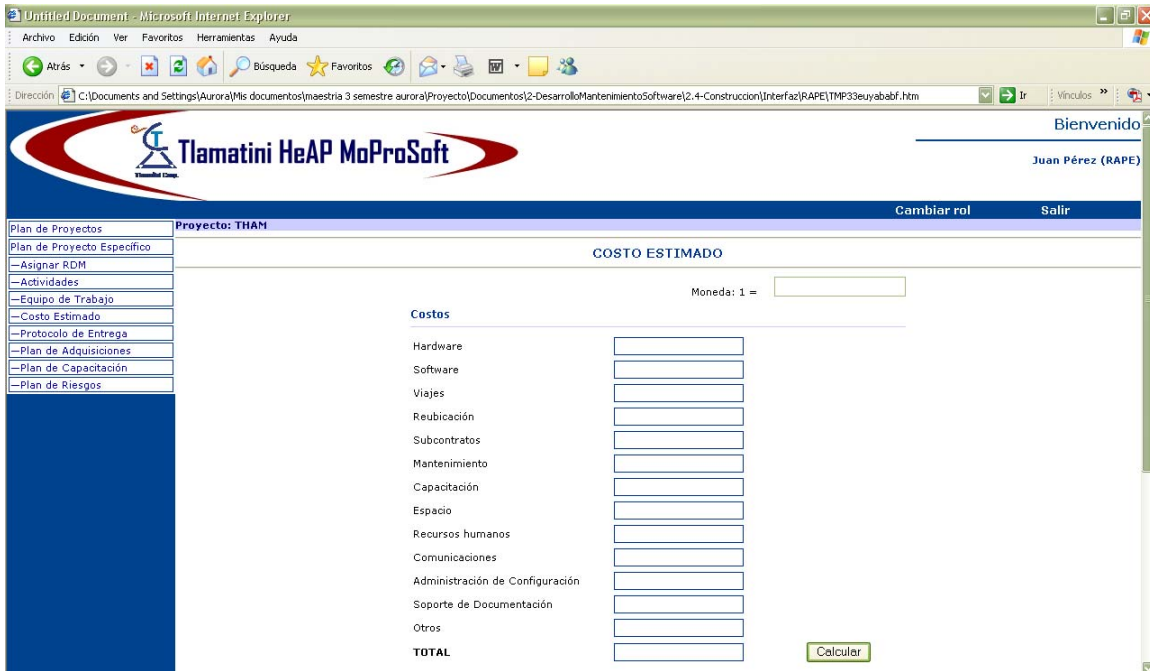 Untitled Document - Microsoft Internet Explorer
Archivo Edición Ver Favoritos Herramientas Ayuda
Atrás Búsqueda Favoritos
Dirección C:\Documents and Settings\Aurora\Mis documentos\maestria 3 semestre aurora\Proyecto\Documentos\2-DesarrolloMantenimientoSoftware\2.4-Construccion\Interfaz\RAPE\TMP33euyababf.htm Ir Vínculos »
Bienvenido
Tlamatini HeAP MoProSoft
Tlamatini Comp.
Juan Pérez (RAPE)
Cambiar rol Salir
Proyecto: THAM
Plan de Proyectos
Plan de Proyecto Específico
—Asignar RDM
—Actividades
—Equipo de Trabajo
—Costo Estimado
—Protocolo de Entrega
—Plan de Adquisiciones
—Plan de Capacitación
—Plan de Riesgos
COSTO ESTIMADO
Moneda: 1 =
Costos
Hardware
Software
Viajes
Reubicación
Subcontratos
Mantenimiento
Capacitación
Espacio
Recursos humanos
Comunicaciones
Administración de Configuración
Soporte de Documentación
Otros
TOTAL Calcular